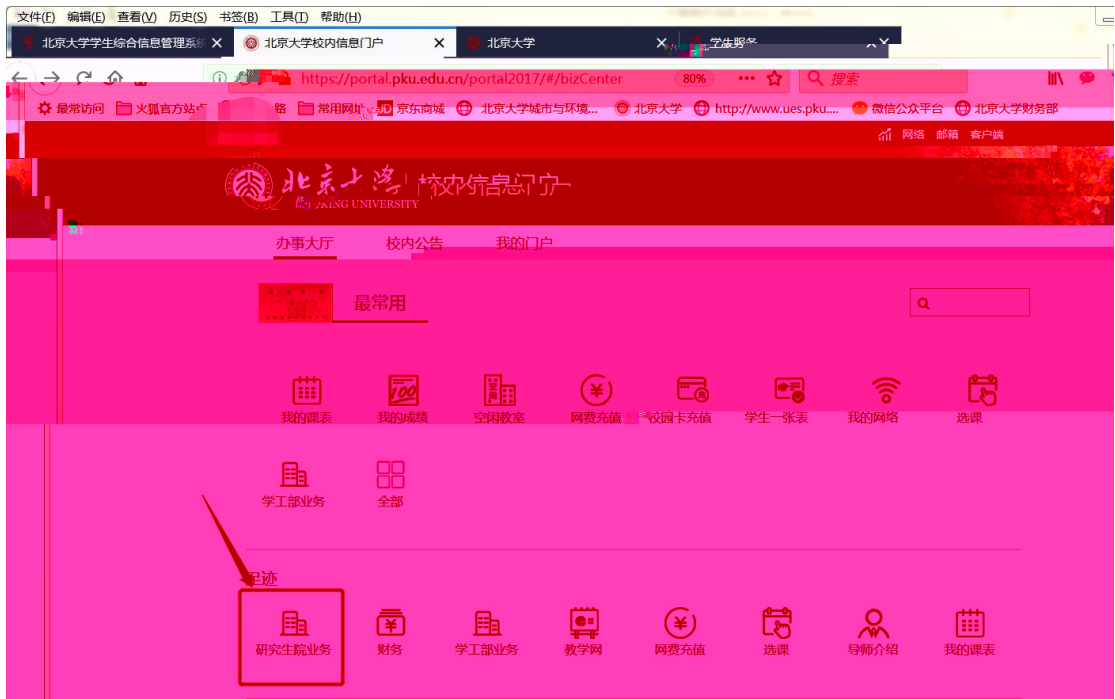 文件(F) 编辑(E) 查看(V) 历史(S) 书签(B) 工具(T) 帮助(H)
北京大学学生综合信息管理系统 北京大学校内信息门户 北京大学 学生服务
https://portal.pku.edu.cn/portal2017/#/bizCenter 80% 搜索
最常访问 火狐官方站点 路 常用网址 JD 京东商城 北京大学城市与环境... 北京大学 http://www.ues.pku.... 微信公众平台 北京大学财务部
网络 邮箱 客户端
北京大学 校内信息门户
PEKING UNIVERSITY
办事大厅 校内公告 我的门户
最常用
我的课表 我的成绩 空闲教室 网费充值 校园卡充值 学生一张表 我的网络 选课
学工部业务 全部
足迹
研究生院业务 财务 学工部业务 教学网 网费充值 选课 导师介绍 我的课表